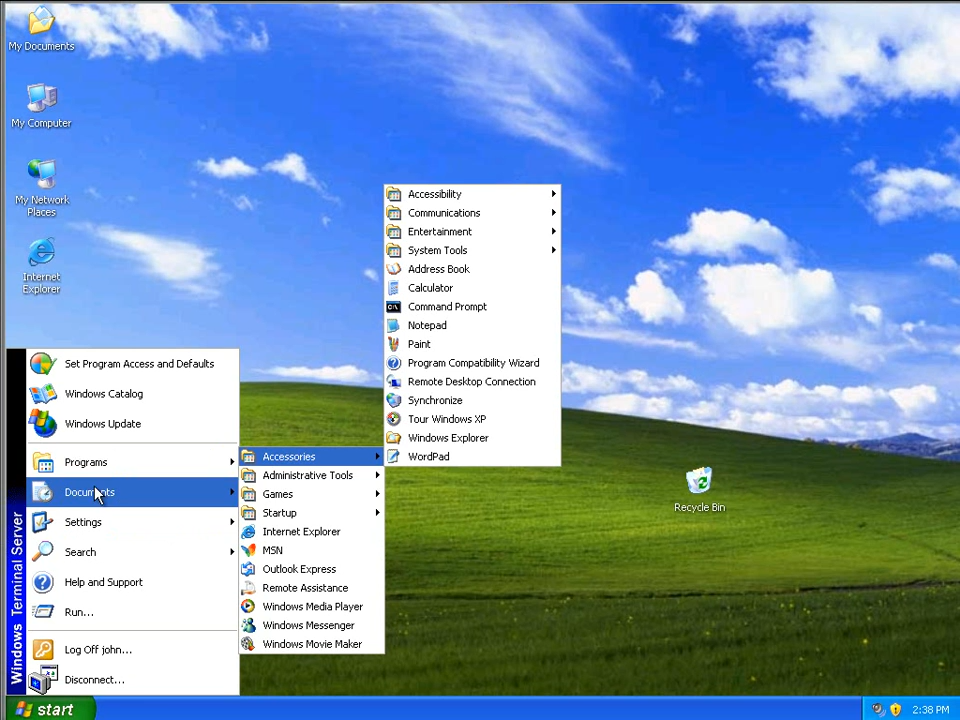 My Documents
My Computer
My Network
Places
Internet
Explorer
Set Program Access and Defaults
Windows Catalog
Windows Update
Programs
Documents
Settings
Search
Help and Support
Run...
Log Off john...
Disconnect...
Windows Terminal Server
Accessories
Administrative Tools
Games
Startup
Internet Explorer
MSN
Outlook Express
Remote Assistance
Windows Media Player
Windows Messenger
Windows Movie Maker
Accessibility
Communications
Entertainment
System Tools
Address Book
Calculator
Command Prompt
Notepad
Paint
Program Compatibility Wizard
Remote Desktop Connection
Synchronize
Tour Windows XP
Windows Explorer
WordPad
Recycle Bin
start
2:38 PM